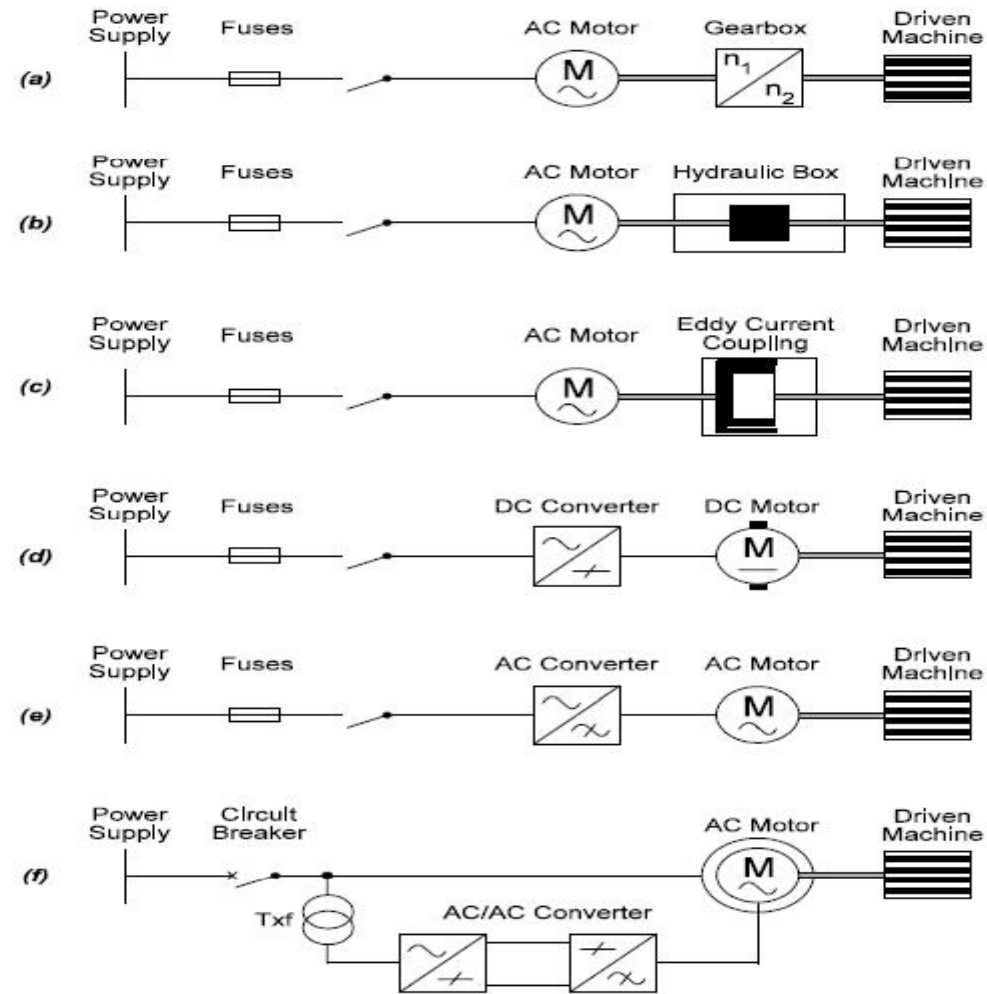 Power Supply
Fuses
AC Motor
Gearbox
Driven Machine
(a)
M
n1
n2
Power Supply
Fuses
AC Motor
Hydraulic Box
Driven Machine
(b)
M
Power Supply
Fuses
AC Motor
Eddy Current Coupling
Driven Machine
(c)
M
Power Supply
Fuses
DC Converter
DC Motor
Driven Machine
(d)
M
Power Supply
Fuses
AC Converter
AC Motor
Driven Machine
(e)
M
Power Supply
Circuit Breaker
AC Motor
Driven Machine
(f)
M
Txf
AC/AC Converter